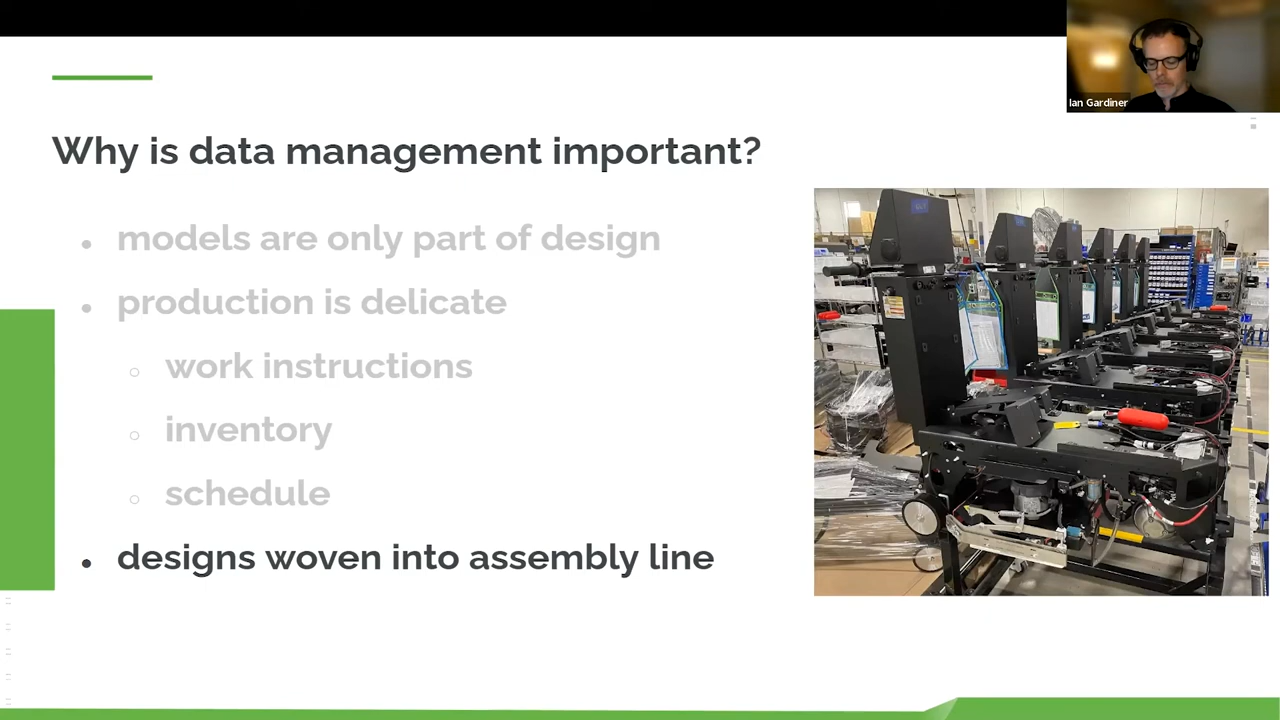 Ian Gardiner
Why is data management important?
models are only part of design
production is delicate
work instructions
inventory
schedule
designs woven into assembly line